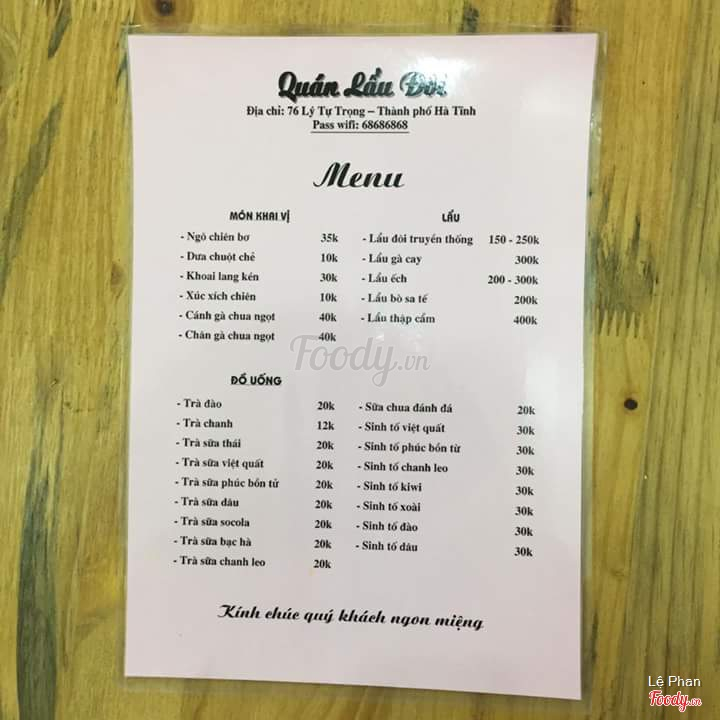 Quán Lẩu Đòi
Địa chỉ: 76 Lý Tự Trọng – Thành phố Hà Tĩnh
Pass wifi: 68686868
Menu
MÓN KHAI VỊ
- Ngô chiên bơ 35k
- Dưa chuột chẻ 10k
- Khoai lang kén 30k
- Xúc xích chiên 10k
- Cánh gà chua ngọt 40k
- Chân gà chua ngọt 40k
LẨU
- Lẩu đòi truyền thống 150 - 250k
- Lẩu gà cay 300k
- Lẩu ếch 200 - 300k
- Lẩu bò sa tế 200k
- Lẩu thập cẩm 400k
Foody.vn
ĐỒ UỐNG
- Trà đào 20k
- Trà chanh 12k
- Trà sữa thái 20k
- Trà sữa việt quất 20k
- Trà sữa phúc bồn tử 20k
- Trà sữa dâu 20k
- Trà sữa socola 20k
- Trà sữa bạc hà 20k
- Trà sữa chanh leo 20k
- Sữa chua đánh đá 20k
- Sinh tố việt quất 30k
- Sinh tố phúc bồn từ 30k
- Sinh tố chanh leo 30k
- Sinh tố kiwi 30k
- Sinh tố xoài 30k
- Sinh tố đào 30k
- Sinh tố dâu 30k
Kính chúc quý khách ngon miệng
Lê Phan
Foody.vn